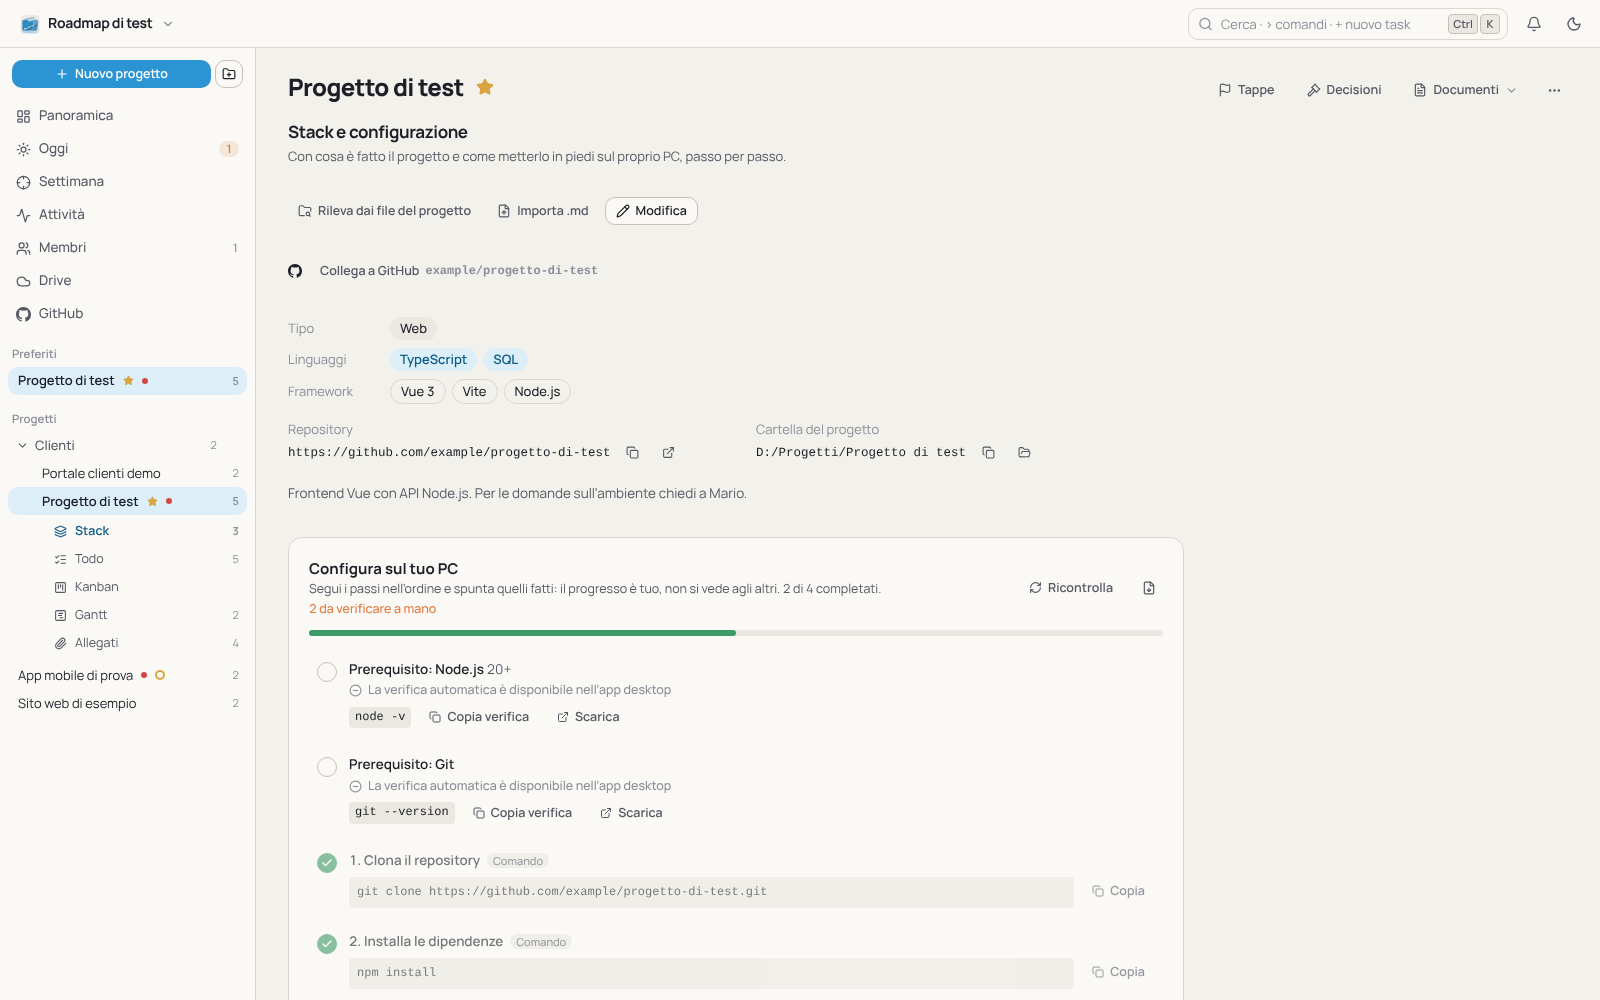 Roadmap di test
Cerca · > comandi · + nuovo task
Ctrl K
Nuovo progetto
Panoramica
Oggi 1
Settimana
Attività
Membri 1
Drive
GitHub
Preferiti
Progetto di test 5
Progetti
Clienti 2
Portale clienti demo 2
Progetto di test 5
Stack 3
Todo 5
Kanban
Gantt 2
Allegati 4
App mobile di prova 2
Sito web di esempio 2
Progetto di test
Tappe
Decisioni
Documenti
Stack e configurazione
Con cosa è fatto il progetto e come metterlo in piedi sul proprio PC, passo per passo.
Rileva dai file del progetto
Importa .md
Modifica
Collega a GitHub example/progetto-di-test
Tipo Web
Linguaggi TypeScript SQL
Framework Vue 3 Vite Node.js
Repository
https://github.com/example/progetto-di-test
Cartella del progetto
D:/Progetti/Progetto di test
Frontend Vue con API Node.js. Per le domande sull'ambiente chiedi a Mario.
Configura sul tuo PC
Segui i passi nell'ordine e spunta quelli fatti: il progresso è tuo, non si vede agli altri. 2 di 4 completati.
2 da verificare a mano
Ricontrolla
Prerequisito: Node.js 20+
La verifica automatica è disponibile nell'app desktop
node -v Copia verifica Scarica
Prerequisito: Git
La verifica automatica è disponibile nell'app desktop
git --version Copia verifica Scarica
1. Clona il repository Comando
git clone https://github.com/example/progetto-di-test.git Copia
2. Installa le dipendenze Comando
npm install Copia